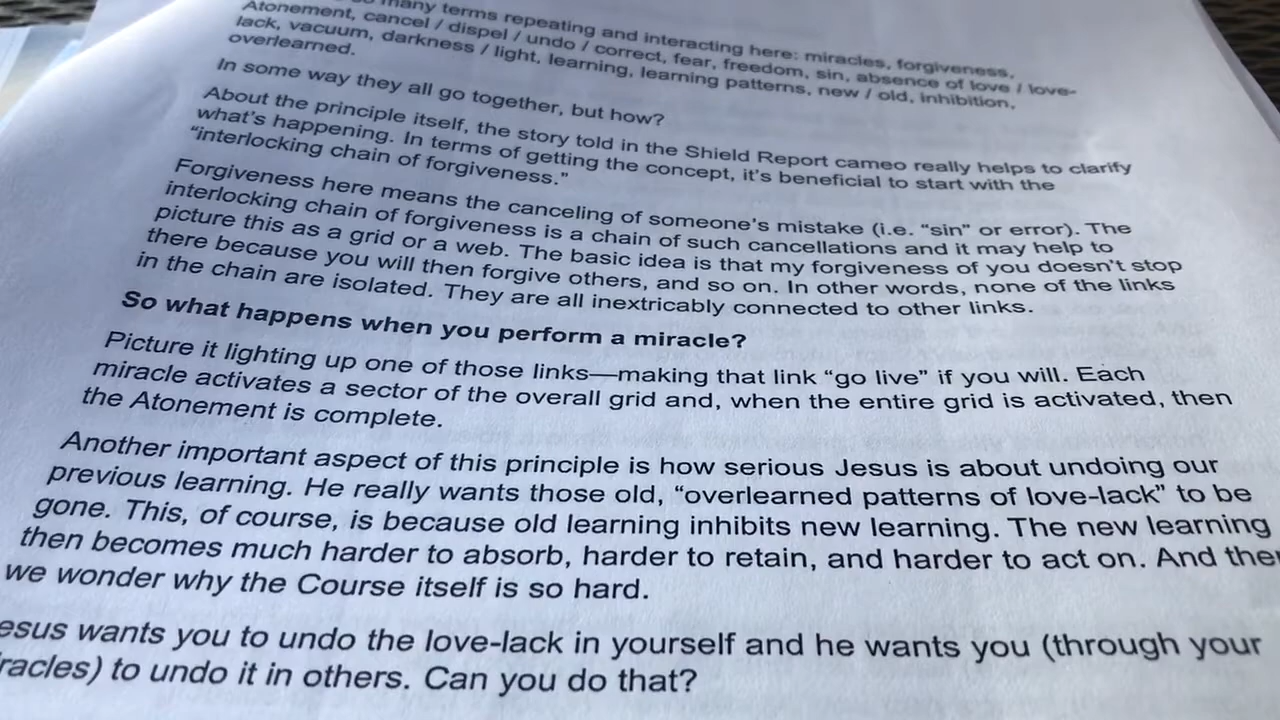 many terms repeating and interacting here: miracles, forgiveness,
Atonement, cancel / dispel / undo / correct, fear, freedom, sin, absence of love / love-
lack, vacuum, darkness / light, learning, learning patterns, new / old, inhibition,
overlearned.
In some way they all go together, but how?
About the principle itself, the story told in the Shield Report cameo really helps to clarify
what's happening. In terms of getting the concept, it's beneficial to start with the
"interlocking chain of forgiveness."
Forgiveness here means the canceling of someone's mistake (i.e. "sin" or error). The
interlocking chain of forgiveness is a chain of such cancellations and it may help to
picture this as a grid or a web. The basic idea is that my forgiveness of you doesn't stop
there because you will then forgive others, and so on. In other words, none of the links
in the chain are isolated. They are all inextricably connected to other links.
So what happens when you perform a miracle?
Picture it lighting up one of those links—making that link "go live" if you will. Each
miracle activates a sector of the overall grid and, when the entire grid is activated, then
the Atonement is complete.
Another important aspect of this principle is how serious Jesus is about undoing our
previous learning. He really wants those old, "overlearned patterns of love-lack" to be
gone. This, of course, is because old learning inhibits new learning. The new learning
then becomes much harder to absorb, harder to retain, and harder to act on. And the
we wonder why the Course itself is so hard.
esus wants you to undo the love-lack in yourself and he wants you (through your
racles) to undo it in others. Can you do that?